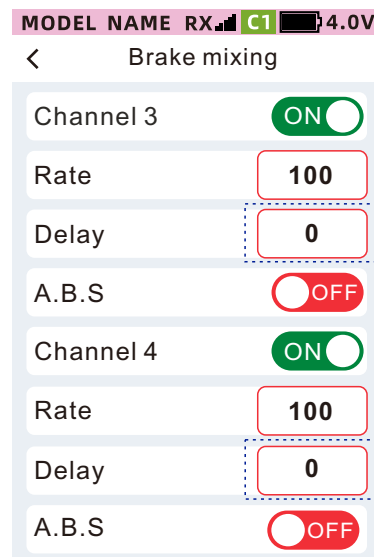 MODEL NAME RX C1 4.0V
< Brake mixing
Channel 3 ON
Rate 100
Delay 0
A.B.S OFF
Channel 4 ON
Rate 100
Delay 0
A.B.S OFF